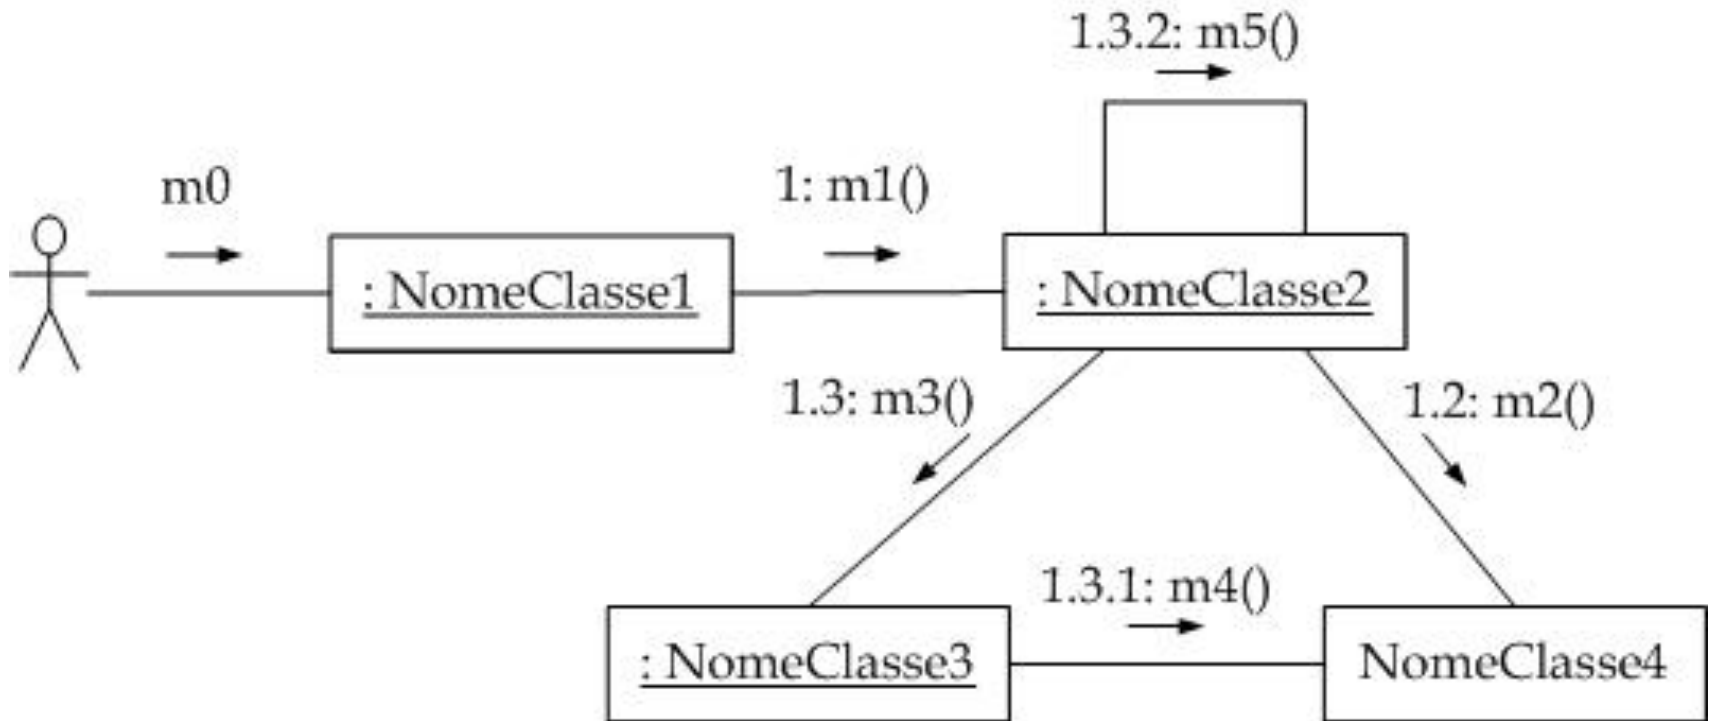 1.3.2: m5()
m0
1: m1()
: NomeClasse1
: NomeClasse2
1.3: m3()
1.2: m2()
1.3.1: m4()
: NomeClasse3
NomeClasse4